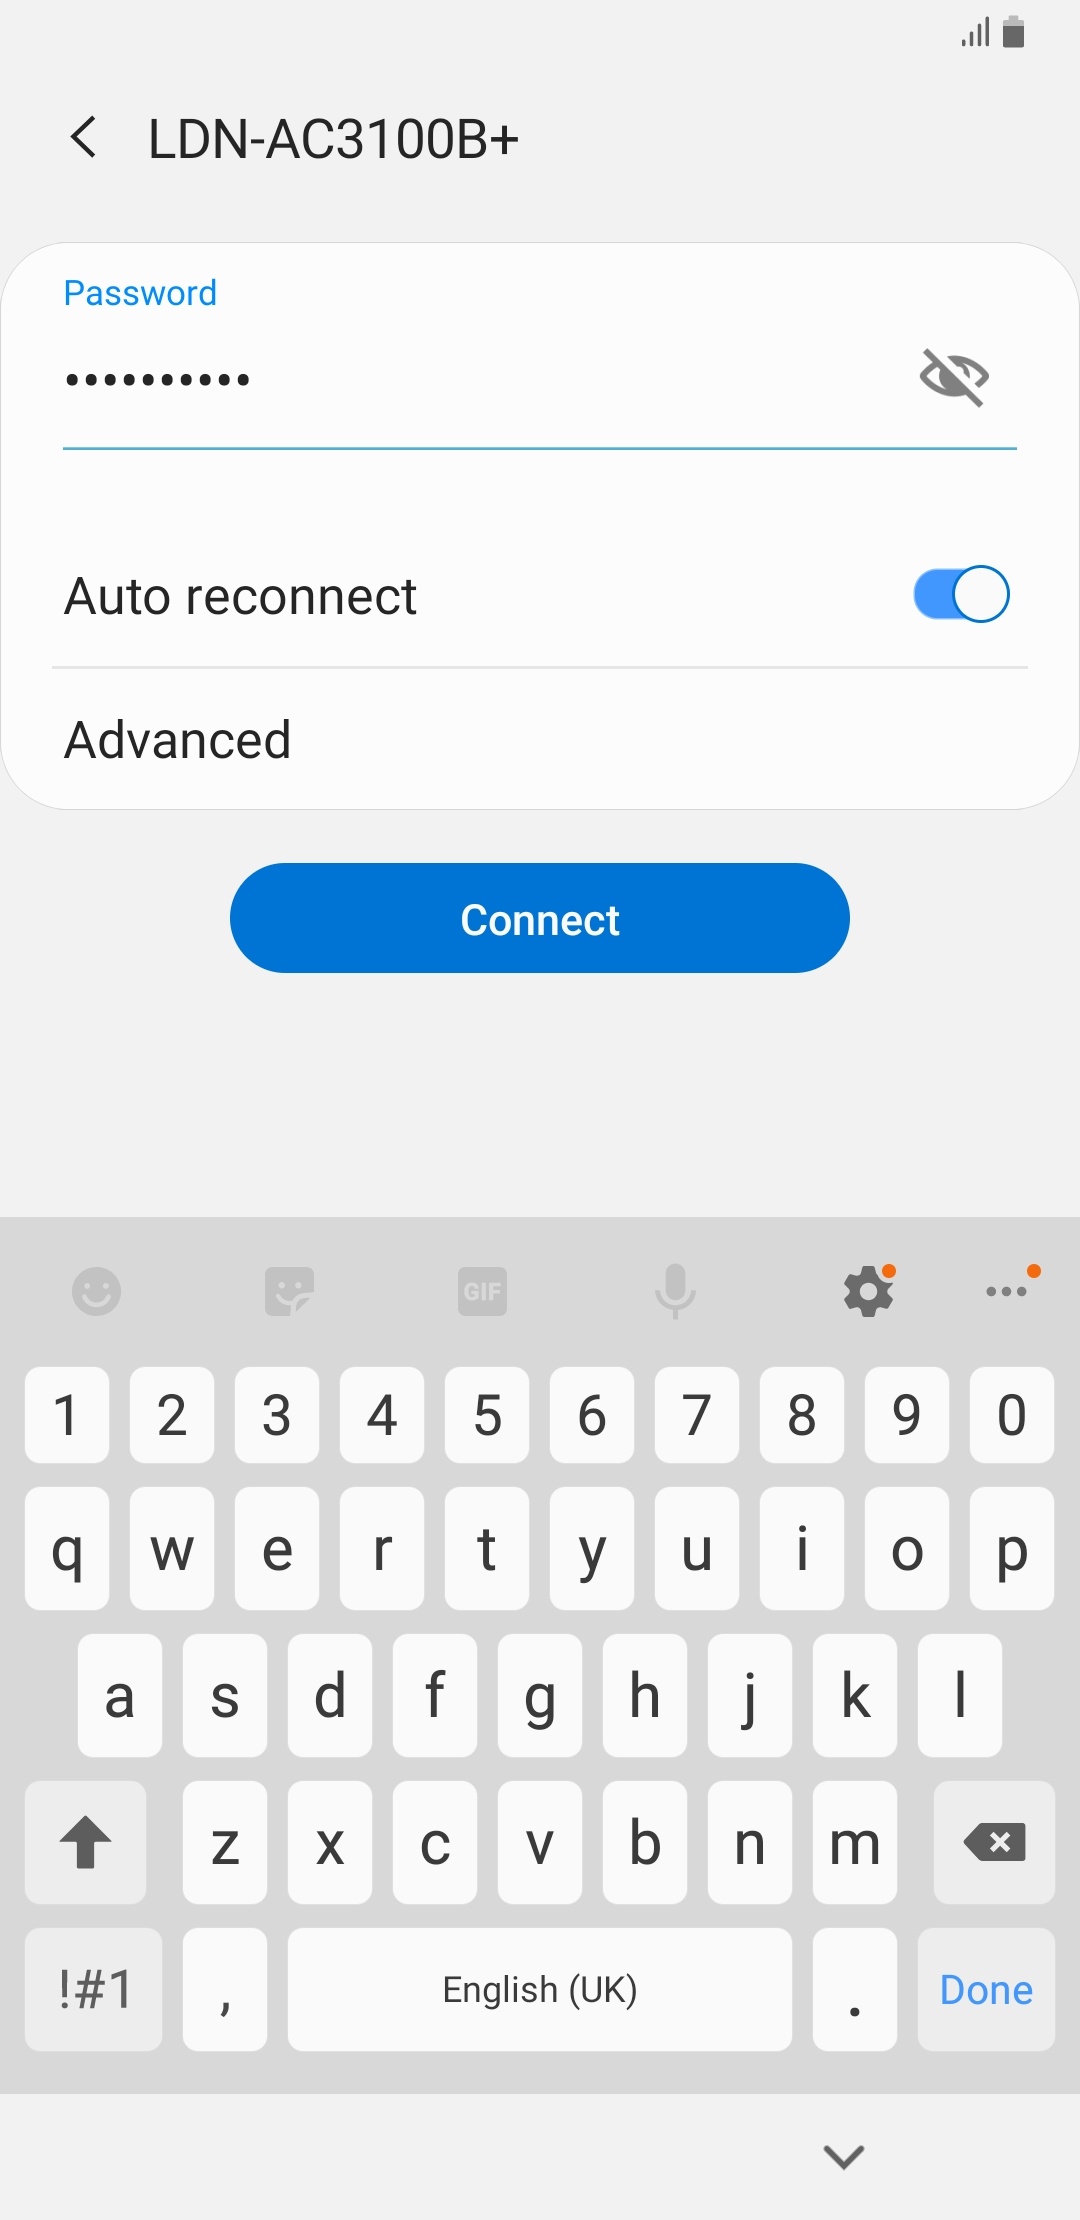 LDN-AC3100B+
Password
••••••••••
Auto reconnect
Advanced
Connect
GIF
1 2 3 4 5 6 7 8 9 0
q w e r t y u i o p
a s d f g h j k l
z x c v b n m
!#1 , English (UK) . Done